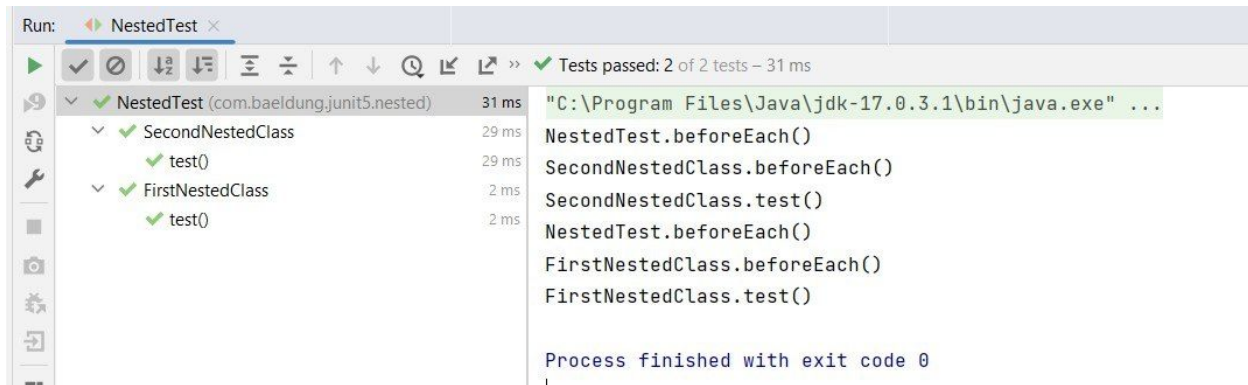 Run: NestedTest
Tests passed: 2 of 2 tests – 31 ms
NestedTest (com.baeldung.junit5.nested) 31 ms
SecondNestedClass 29 ms
test() 29 ms
FirstNestedClass 2 ms
test() 2 ms
"C:\Program Files\Java\jdk-17.0.3.1\bin\java.exe" ...
NestedTest.beforeEach()
SecondNestedClass.beforeEach()
SecondNestedClass.test()
NestedTest.beforeEach()
FirstNestedClass.beforeEach()
FirstNestedClass.test()
Process finished with exit code 0